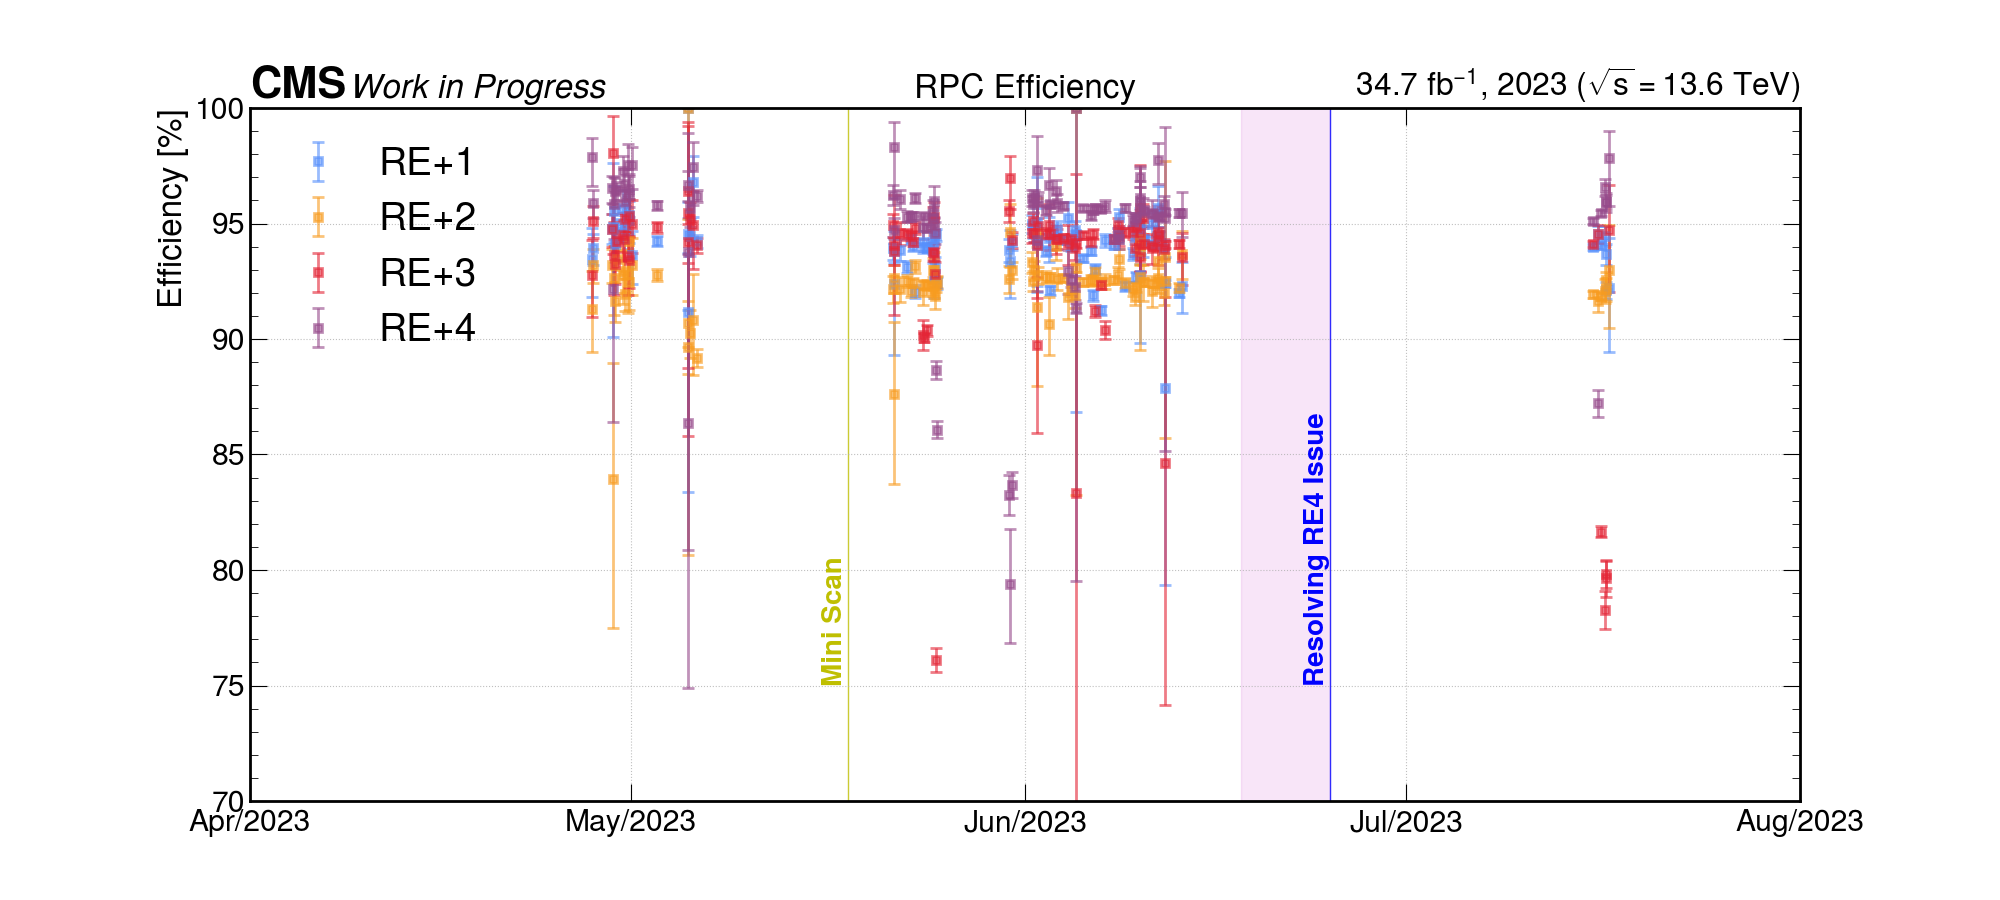 CMS Work in Progress
RPC Efficiency
34.7 fb⁻¹, 2023 (√s = 13.6 TeV)
Efficiency [%]
100
95
90
85
80
75
70
RE+1
RE+2
RE+3
RE+4
Mini Scan
Resolving RE4 Issue
Apr/2023
May/2023
Jun/2023
Jul/2023
Aug/2023